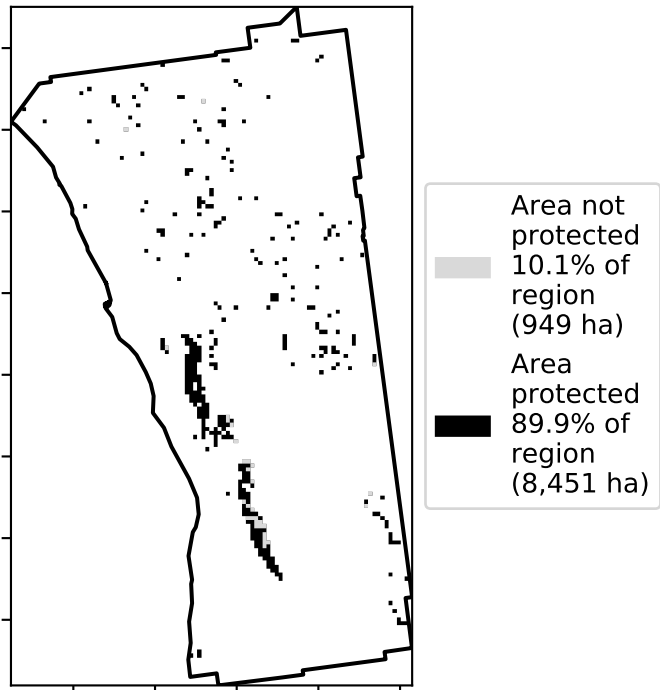 Area not
protected
10.1% of
region
(949 ha)
Area
protected
89.9% of
region
(8,451 ha)